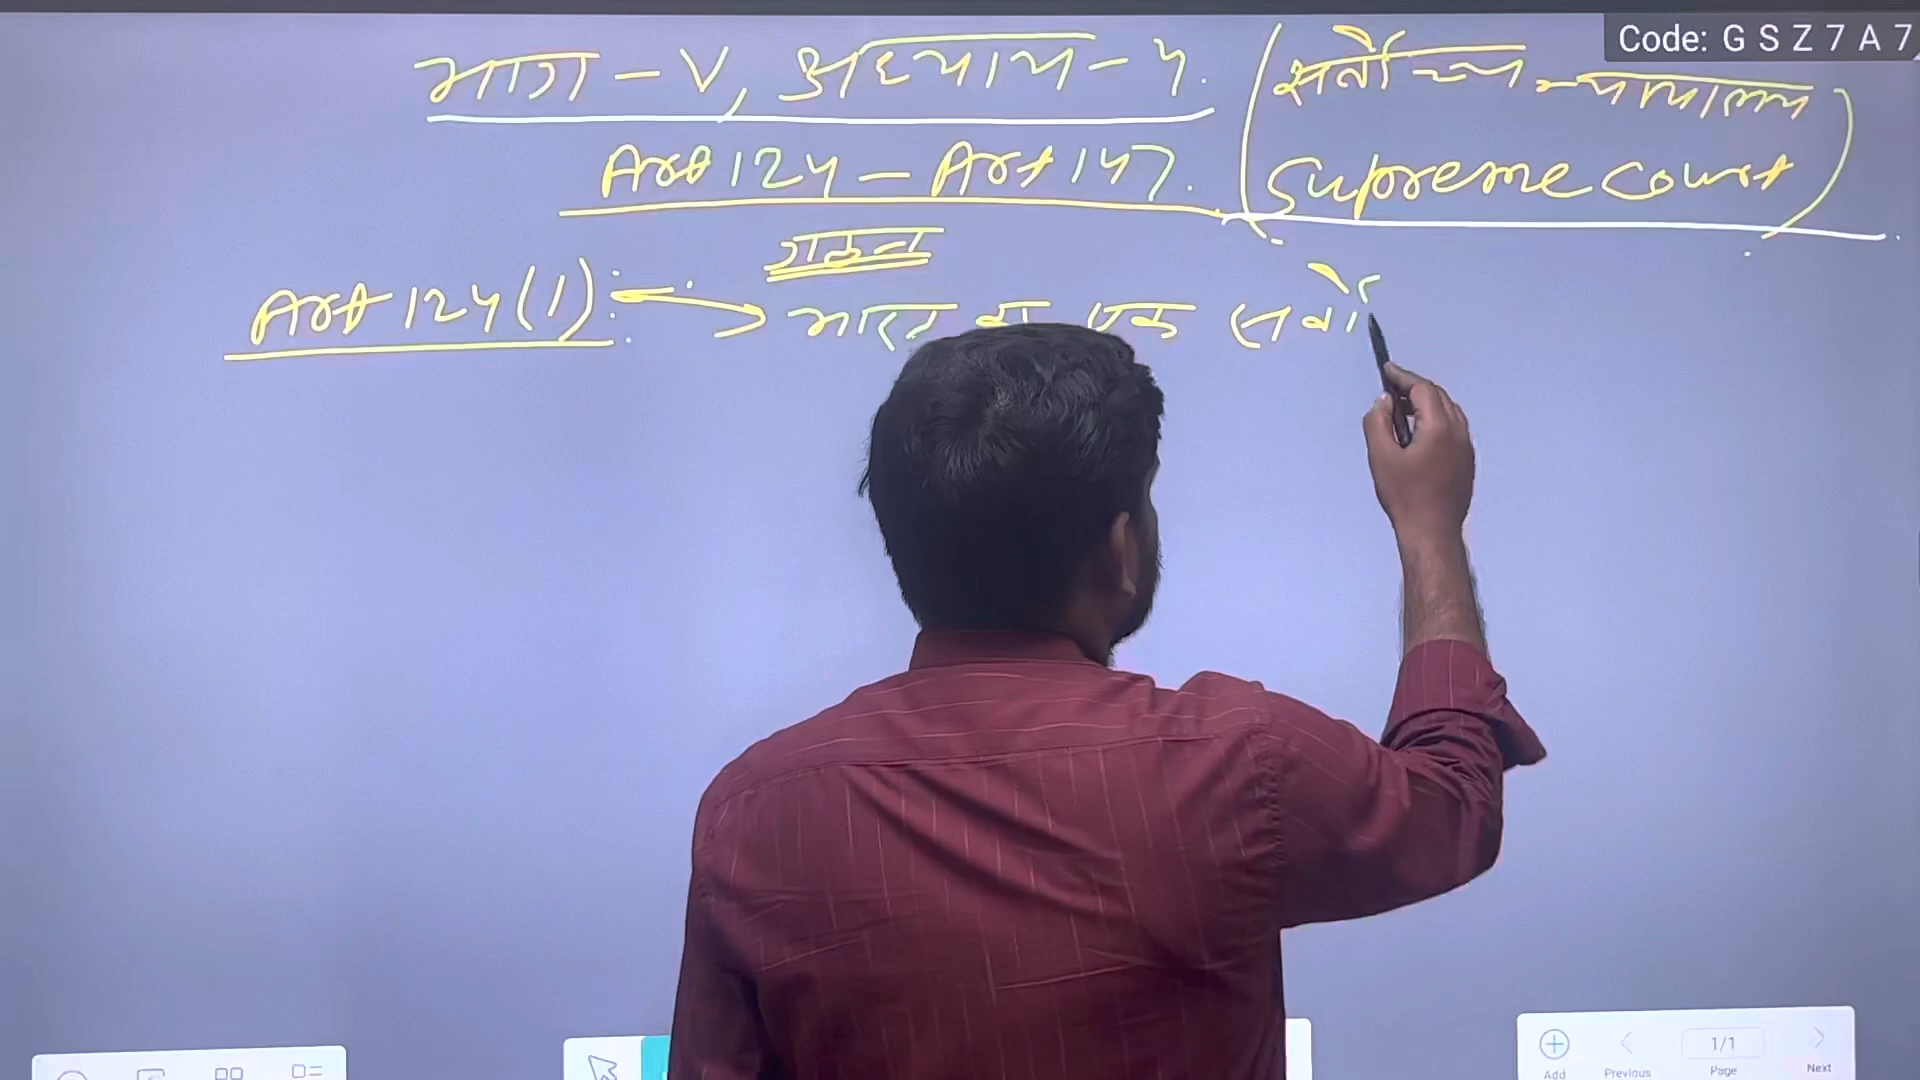 Code: G S Z 7 A 7
भाग - V, अध्याय - 4. (सर्वोच्च न्यायालय
Art 124 - Art 147. Supreme court)
गठन
Art 124(1):- → भारत का एक सर्वो
Add Previous 1/1 Page Next